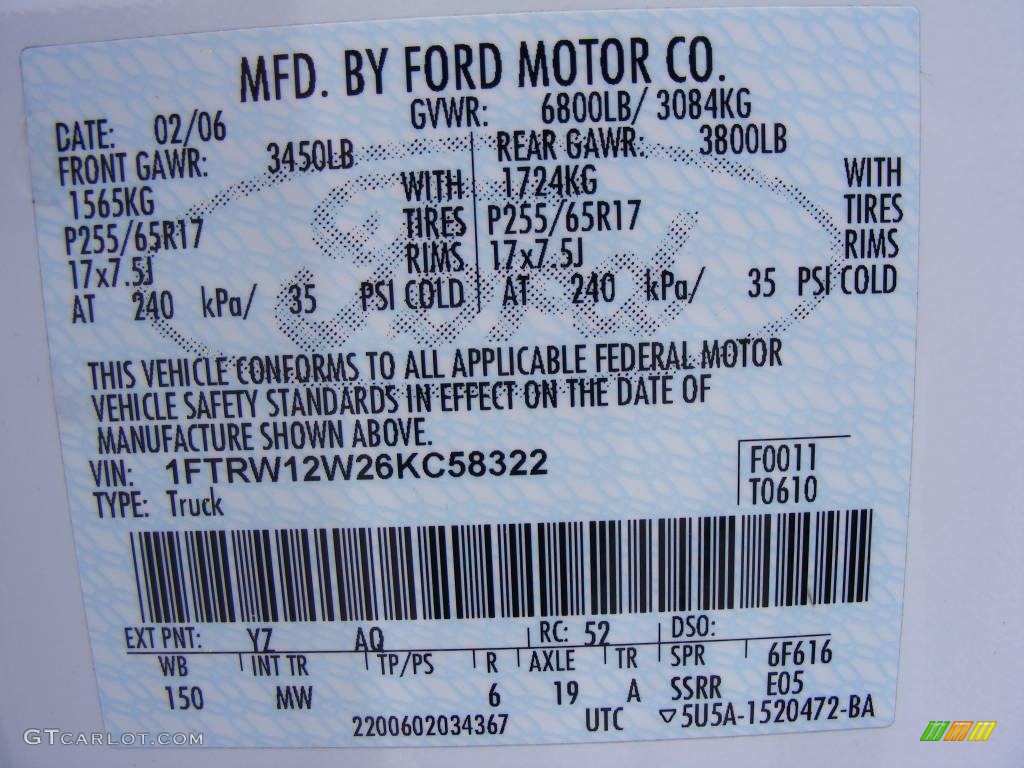 MFD. BY FORD MOTOR CO.
DATE: 02/06 GVWR: 6800LB/ 3084KG
FRONT GAWR: 3450LB REAR GAWR: 3800LB
1565KG WITH 1724KG WITH
P255/65R17 TIRES P255/65R17 TIRES
17x7.5J RIMS 17x7.5J RIMS
AT 240 kPa/ 35 PSI COLD AT 240 kPa/ 35 PSI COLD
THIS VEHICLE CONFORMS TO ALL APPLICABLE FEDERAL MOTOR
VEHICLE SAFETY STANDARDS IN EFFECT ON THE DATE OF
MANUFACTURE SHOWN ABOVE.
VIN: 1FTRW12W26KC58322 F0011
TYPE: Truck T0610
EXT PNT: YZ AQ RC: 52 DSO:
WB INT TR TP/PS R AXLE TR SPR 6F616
150 MW 6 19 A SSRR E05
2200602034367 UTC ▽5U5A-1520472-BA
GTCARLOT.COM